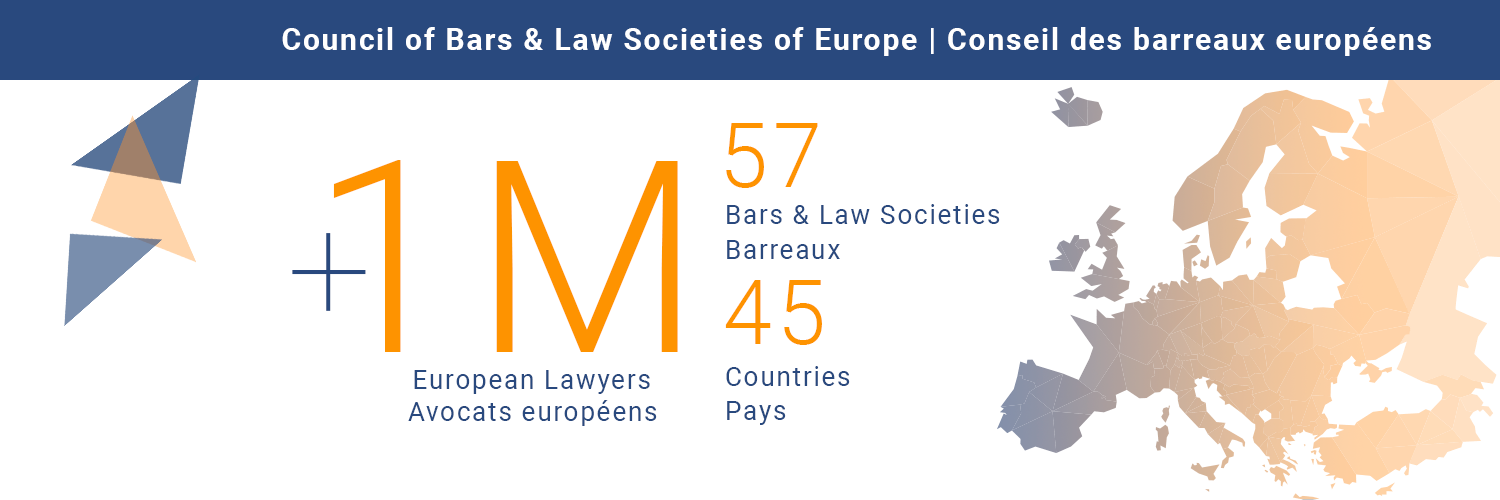 Council of Bars & Law Societies of Europe | Conseil des barreaux européens
+1 M
European Lawyers
Avocats européens
57
Bars & Law Societies
Barreaux
45
Countries
Pays